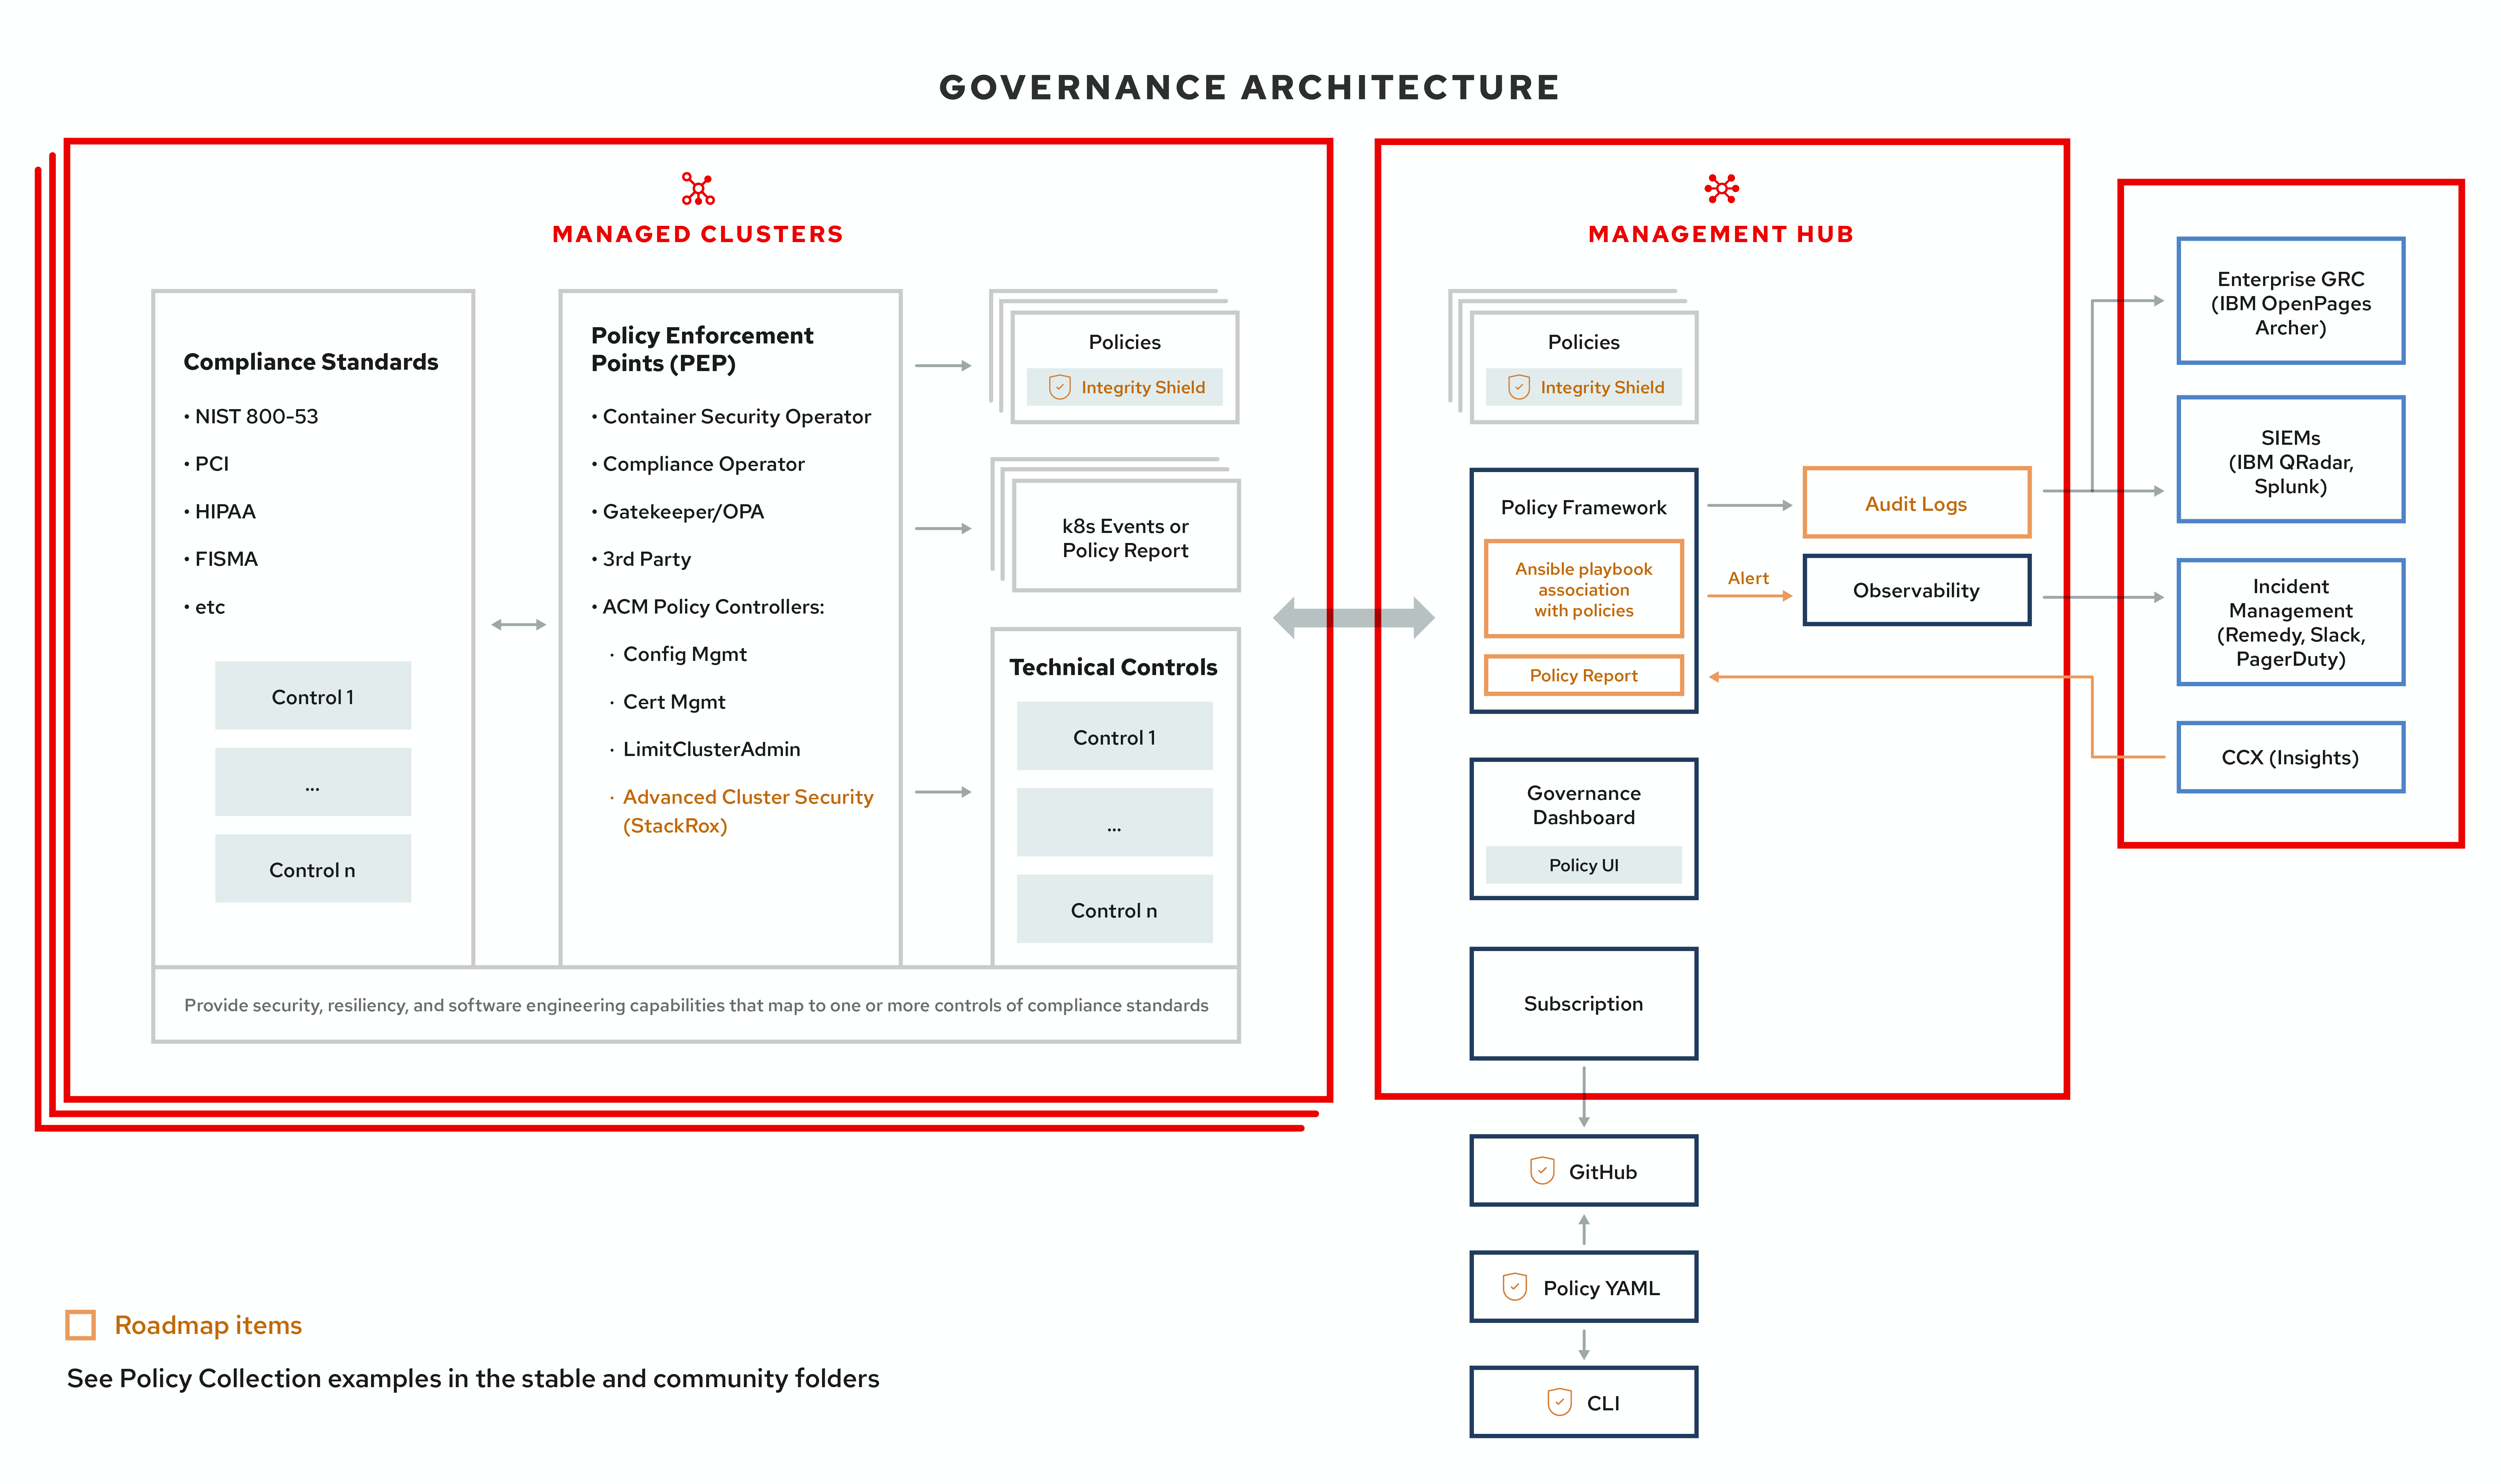 GOVERNANCE ARCHITECTURE
MANAGED CLUSTERS
Compliance Standards
• NIST 800-53
• PCI
• HIPAA
• FISMA
• etc
Control 1
...
Control n
Policy Enforcement
Points (PEP)
• Container Security Operator
• Compliance Operator
• Gatekeeper/OPA
• 3rd Party
• ACM Policy Controllers:
· Config Mgmt
· Cert Mgmt
· LimitClusterAdmin
· Advanced Cluster Security
(StackRox)
Policies
Integrity Shield
k8s Events or
Policy Report
Technical Controls
Control 1
...
Control n
Provide security, resiliency, and software engineering capabilities that map to one or more controls of compliance standards
MANAGEMENT HUB
Policies
Integrity Shield
Policy Framework
Ansible playbook
association
with policies
Policy Report
Audit Logs
Alert
Observability
Governance
Dashboard
Policy UI
Subscription
GitHub
Policy YAML
CLI
Enterprise GRC
(IBM OpenPages
Archer)
SIEMs
(IBM QRadar,
Splunk)
Incident
Management
(Remedy, Slack,
PagerDuty)
CCX (Insights)
Roadmap items
See Policy Collection examples in the stable and community folders